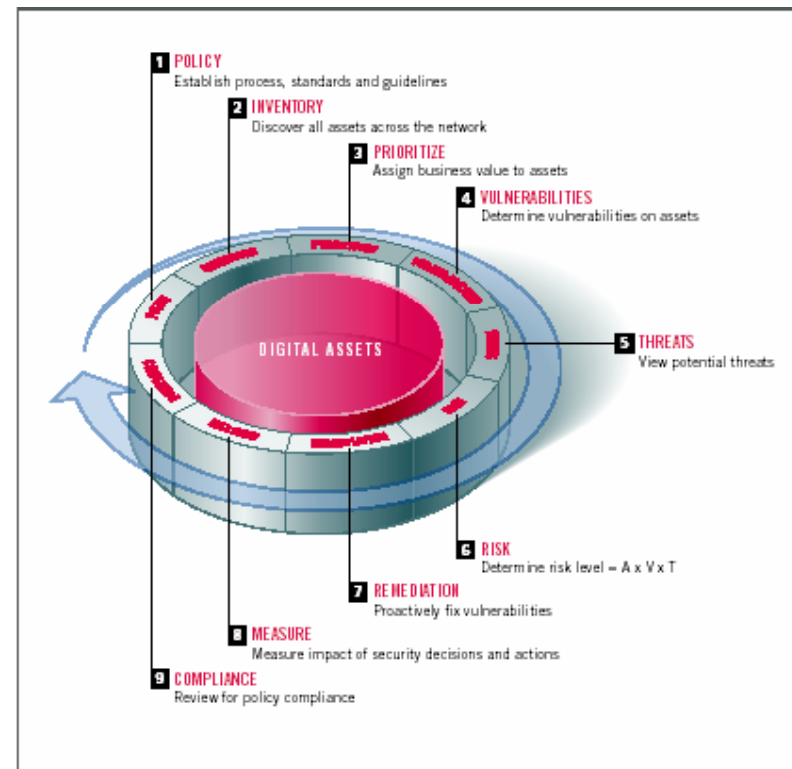 1 POLICY
Establish process, standards and guidelines
2 INVENTORY
Discover all assets across the network
3 PRIORITIZE
Assign business value to assets
4 VULNERABILITIES
Determine vulnerabilities on assets
DIGITAL ASSETS
5 THREATS
View potential threats
6 RISK
Determine risk level = A x V x T
7 REMEDIATION
Proactively fix vulnerabilities
8 MEASURE
Measure impact of security decisions and actions
9 COMPLIANCE
Review for policy compliance